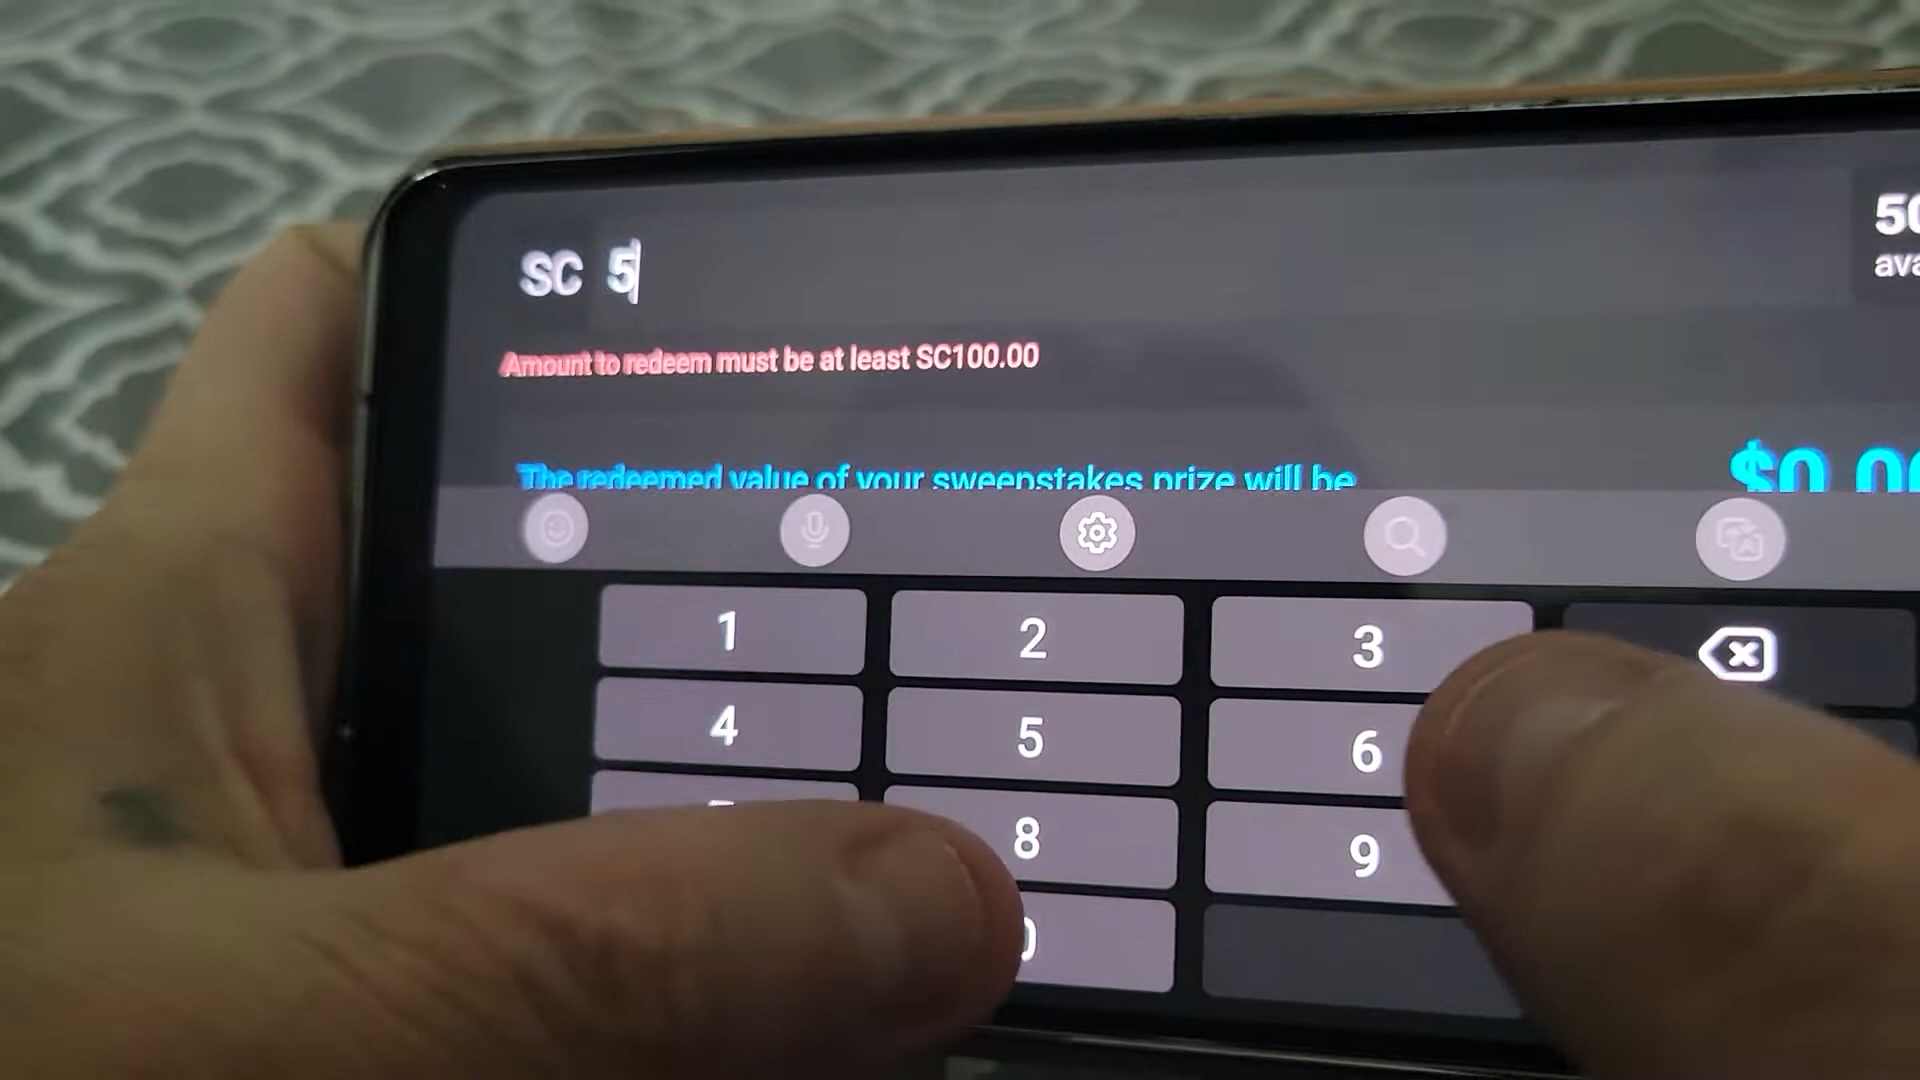 SC 5
Amount to redeem must be at least SC100.00
The redeemed value of your sweepstakes prize will be
1 2 3
4 5 6
8 9